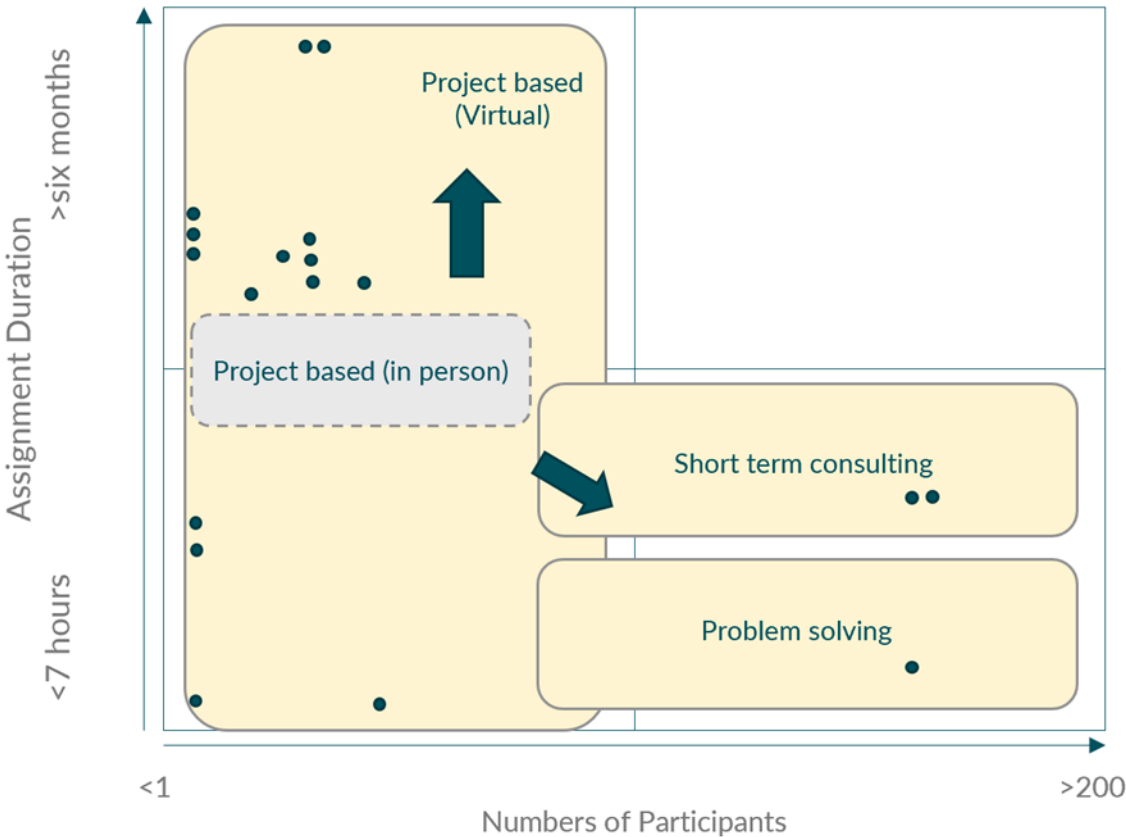 Project based
(Virtual)
>six months
Assignment Duration
Project based (in person)
Short term consulting
Problem solving
<7 hours
<1
>200
Numbers of Participants